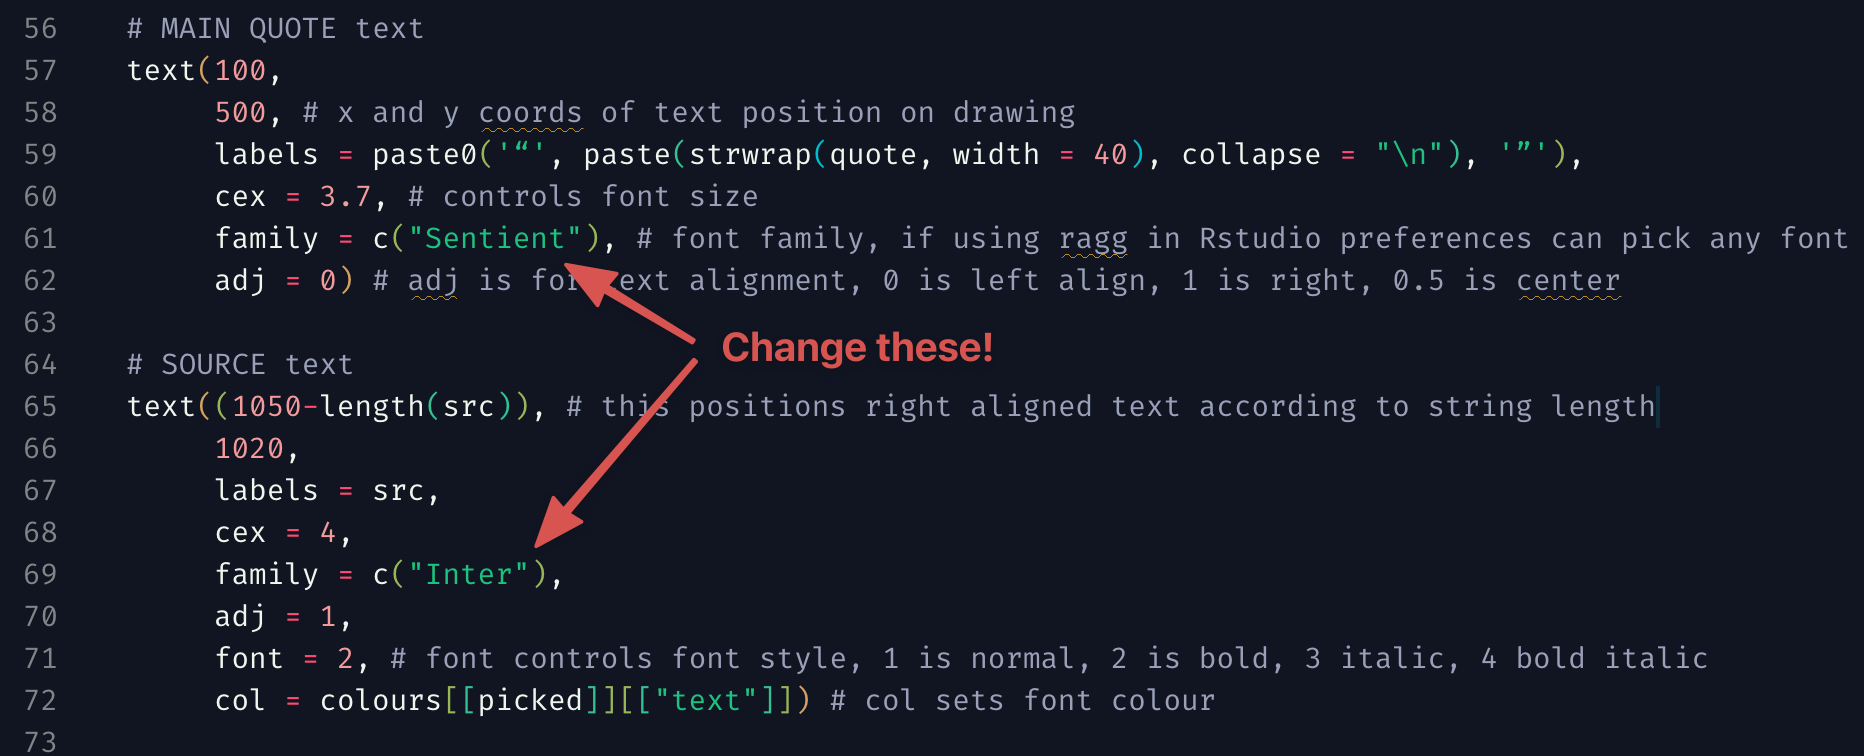 56 # MAIN QUOTE text
57 text(100,
58 500, # x and y coords of text position on drawing
59 labels = paste0('“', paste(strwrap(quote, width = 40), collapse = "\n"), '”'),
60 cex = 3.7, # controls font size
61 family = c("Sentient"), # font family, if using ragg in Rstudio preferences can pick any font
62 adj = 0) # adj is for text alignment, 0 is left align, 1 is right, 0.5 is center
63
Change these!
64 # SOURCE text
65 text((1050-length(src)), # this positions right aligned text according to string length
66 1020,
67 labels = src,
68 cex = 4,
69 family = c("Inter"),
70 adj = 1,
71 font = 2, # font controls font style, 1 is normal, 2 is bold, 3 italic, 4 bold italic
72 col = colours[[picked]][["text"]]) # col sets font colour
73